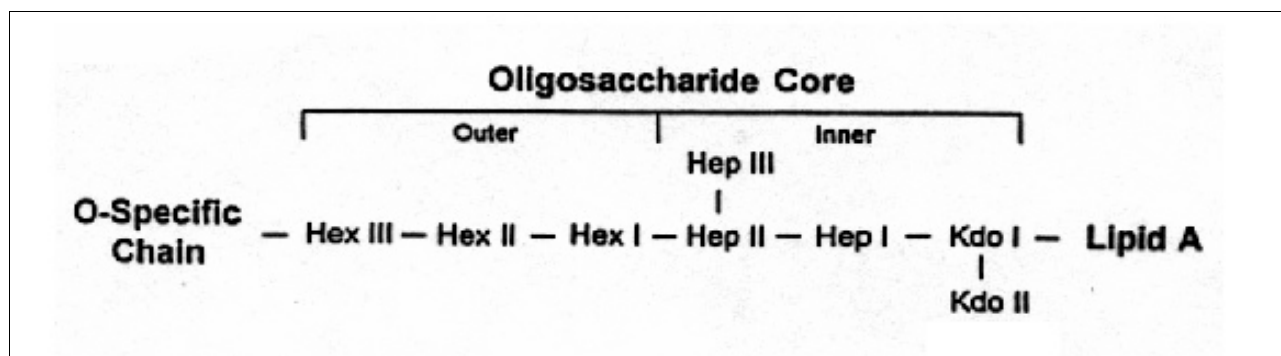 Oligosaccharide Core
Outer Inner
Hep III
O-Specific Chain — Hex III — Hex II — Hex I — Hep II — Hep I — Kdo I — Lipid A
Kdo II